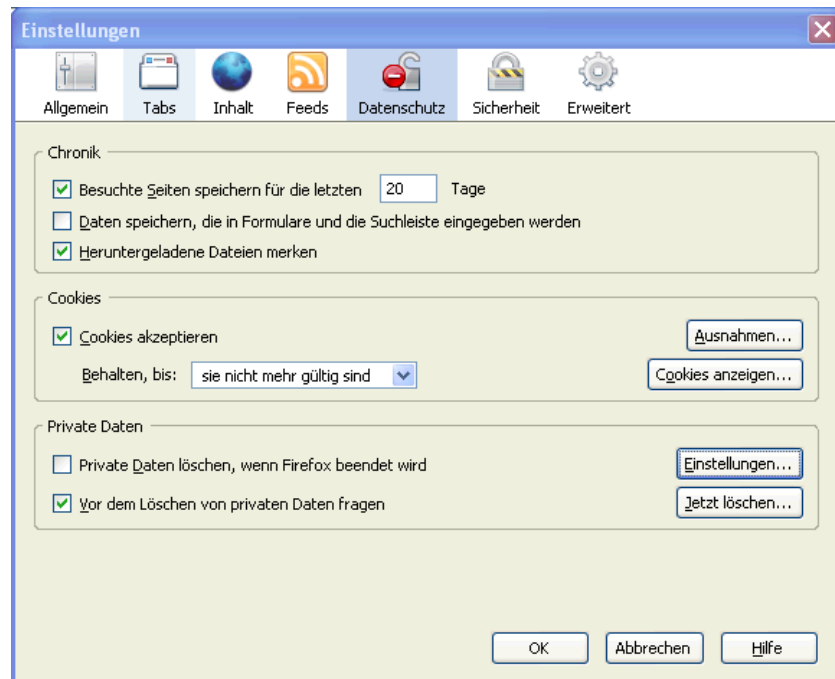 Einstellungen
Allgemein Tabs Inhalt Feeds Datenschutz Sicherheit Erweitert
Chronik
Besuchte Seiten speichern für die letzten 20 Tage
Daten speichern, die in Formulare und die Suchleiste eingegeben werden
Heruntergeladene Dateien merken
Cookies
Cookies akzeptieren Ausnahmen...
Behalten, bis: sie nicht mehr gültig sind Cookies anzeigen...
Private Daten
Private Daten löschen, wenn Firefox beendet wird Einstellungen...
Vor dem Löschen von privaten Daten fragen Jetzt löschen...
OK Abbrechen Hilfe